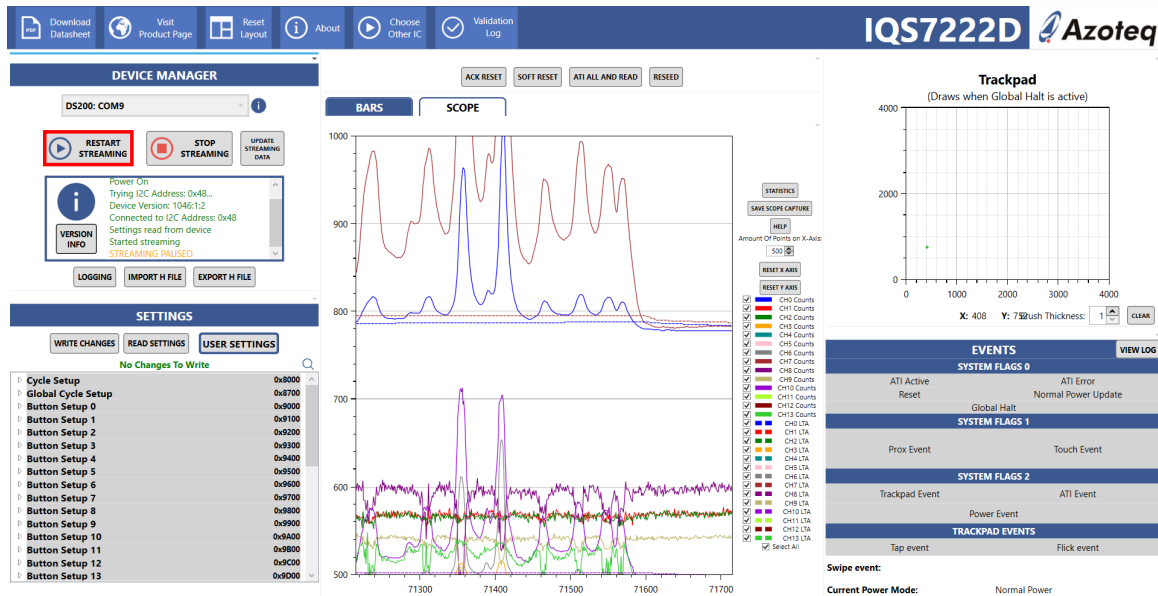 Download Datasheet
Visit Product Page
Reset Layout
About
Choose Other IC
Validation Log
IQS7222D
Azoteq
DEVICE MANAGER
DS200: COM9
RESTART STREAMING
STOP STREAMING
UPDATE STREAMING DATA
Power On
Trying I2C Address: 0x48...
Device Version: 1046:1:2
Connected to I2C Address: 0x48
Settings read from device
Started streaming
STREAMING PAUSED
VERSION INFO
LOGGING
IMPORT H FILE
EXPORT H FILE
SETTINGS
WRITE CHANGES
READ SETTINGS
USER SETTINGS
No Changes To Write
Cycle Setup 0x8000
Global Cycle Setup 0x8700
Button Setup 0 0x9000
Button Setup 1 0x9100
Button Setup 2 0x9200
Button Setup 3 0x9300
Button Setup 4 0x9400
Button Setup 5 0x9500
Button Setup 6 0x9600
Button Setup 7 0x9700
Button Setup 8 0x9800
Button Setup 9 0x9900
Button Setup 10 0x9A00
Button Setup 11 0x9B00
Button Setup 12 0x9C00
Button Setup 13 0x9D00
ACK RESET
SOFT RESET
ATI ALL AND READ
RESEED
BARS
SCOPE
1000
900
800
700
600
500
71300 71400 71500 71600 71700
STATISTICS
SAVE SCOPE CAPTURE
HELP
Amount Of Points on X-Axis:
500
RESET X AXIS
RESET Y AXIS
CH0 Counts
CH1 Counts
CH2 Counts
CH3 Counts
CH4 Counts
CH5 Counts
CH6 Counts
CH7 Counts
CH8 Counts
CH9 Counts
CH10 Counts
CH11 Counts
CH12 Counts
CH13 Counts
CH0 LTA
CH1 LTA
CH2 LTA
CH3 LTA
CH4 LTA
CH5 LTA
CH6 LTA
CH7 LTA
CH8 LTA
CH9 LTA
CH10 LTA
CH11 LTA
CH12 LTA
CH13 LTA
Select All
Trackpad
(Draws when Global Halt is active)
4000
2000
0
0 1000 2000 3000 4000
X: 408 Y: 752
rush Thickness: 1
CLEAR
EVENTS
VIEW LOG
SYSTEM FLAGS 0
ATI Active
ATI Error
Reset
Normal Power Update
Global Halt
SYSTEM FLAGS 1
Prox Event
Touch Event
SYSTEM FLAGS 2
Trackpad Event
ATI Event
Power Event
TRACKPAD EVENTS
Tap event
Flick event
Swipe event:
Current Power Mode: Normal Power